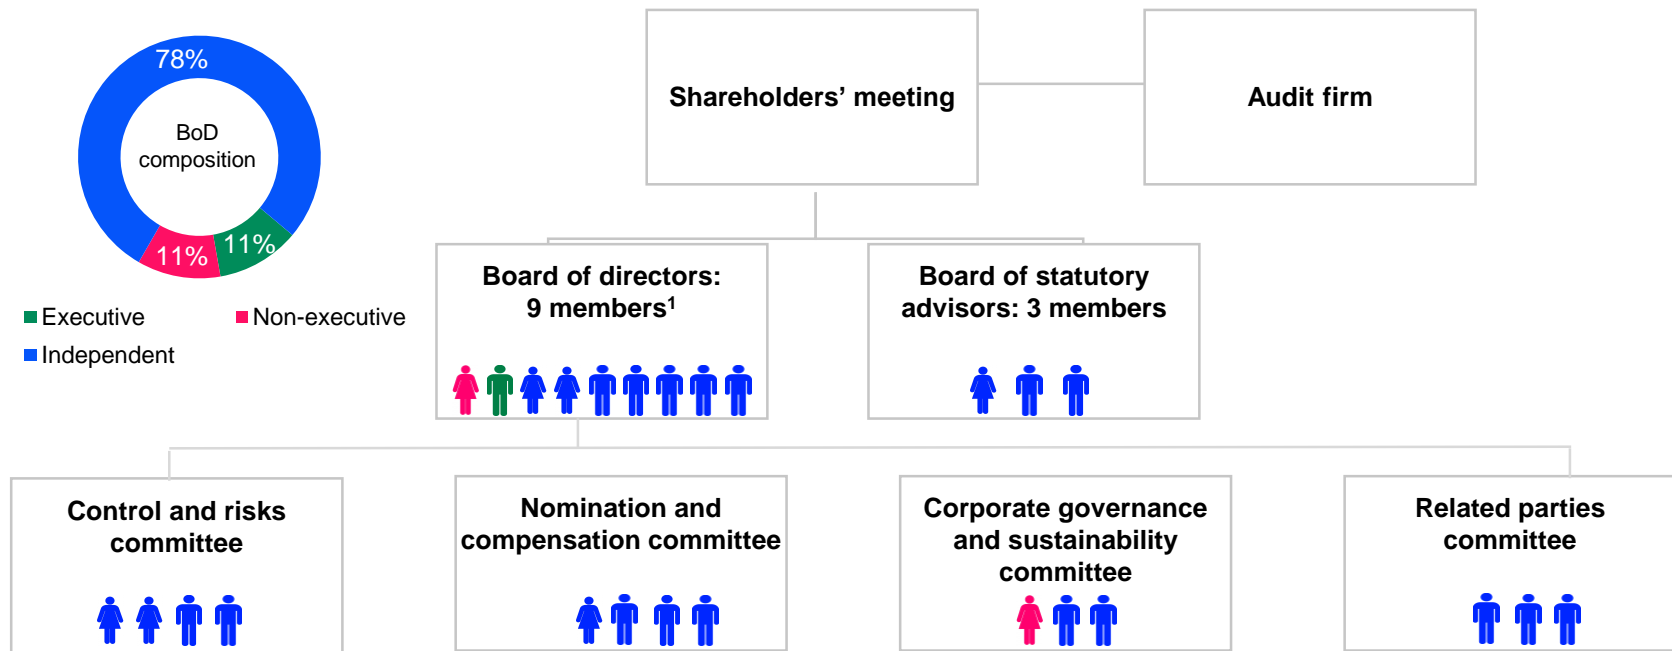 78%
BoD
composition
11%
11%
Executive
Non-executive
Independent
Shareholders’ meeting
Audit firm
Board of directors:
9 members¹
Board of statutory
advisors: 3 members
Control and risks
committee
Nomination and
compensation committee
Corporate governance
and sustainability
committee
Related parties
committee